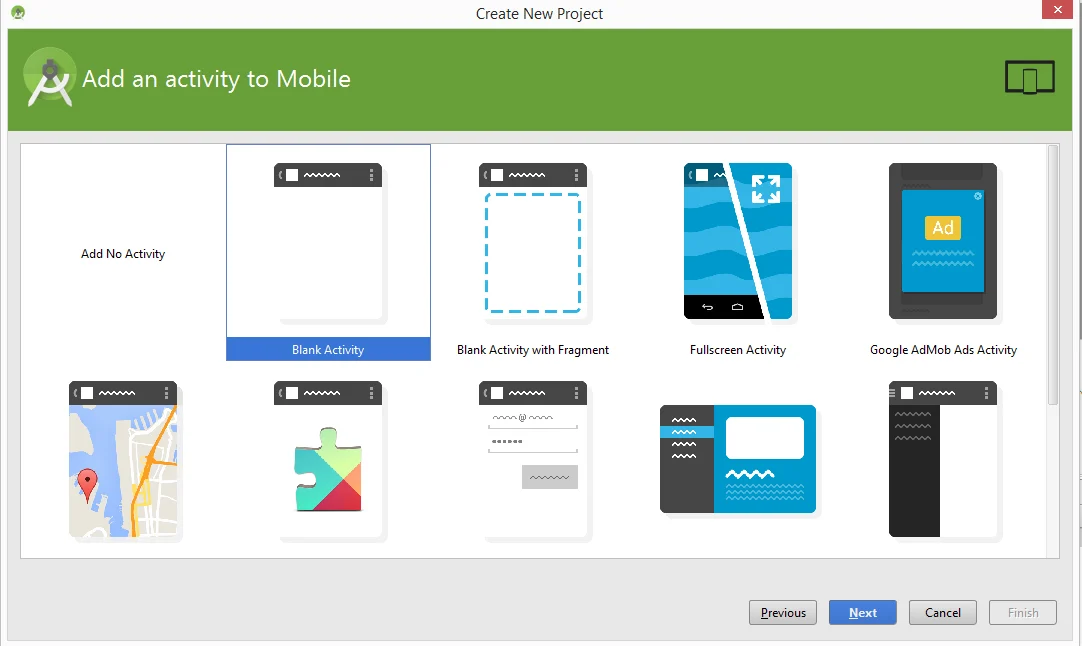 Create New Project
Add an activity to Mobile
Add No Activity
Ad
Blank Activity
Blank Activity with Fragment
Fullscreen Activity
Google AdMob Ads Activity
@
Previous
Next
Cancel
Finish